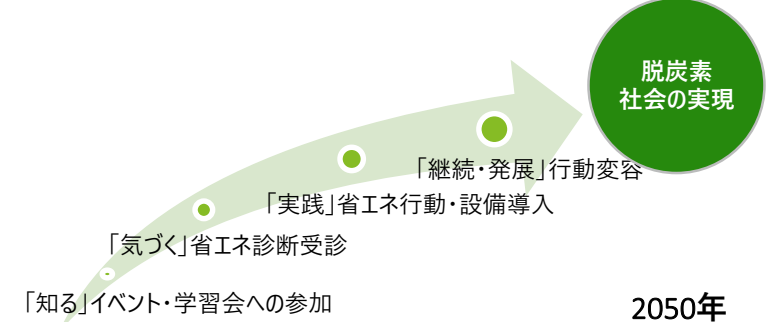 脱炭素
社会の実現
「継続・発展」行動変容
「実践」省エネ行動・設備導入
「気づく」省エネ診断受診
「知る」イベント・学習会への参加
2050年